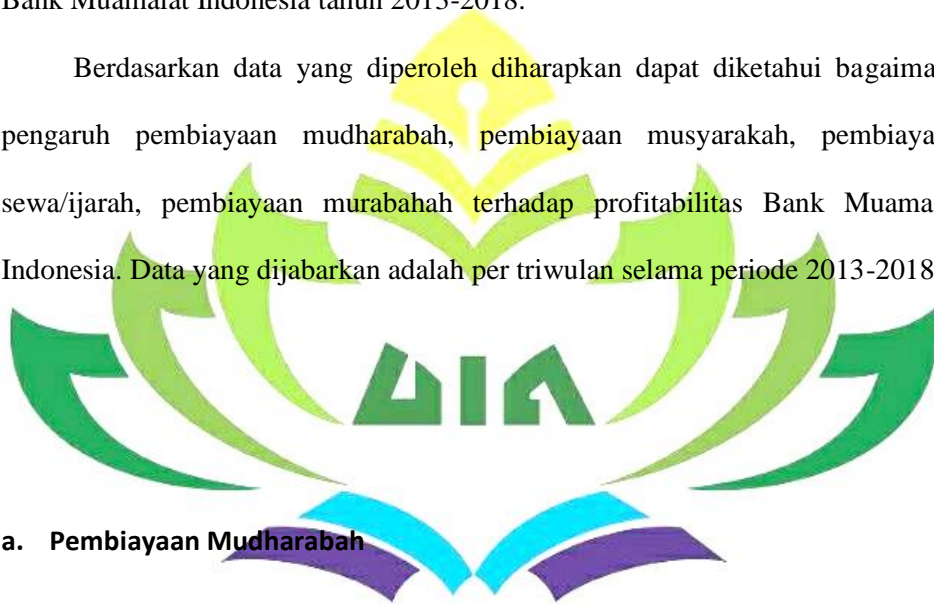 Bank Muamalat Indonesia tahun 2013-2018.
Berdasarkan data yang diperoleh diharapkan dapat diketahui bagaima
pengaruh pembiayaan mudharabah, pembiayaan musyarakah, pembiaya
sewa/ijarah, pembiayaan murabahah terhadap profitabilitas Bank Muama
Indonesia. Data yang dijabarkan adalah per triwulan selama periode 2013-2018
UIN
a. Pembiayaan Mudharabah